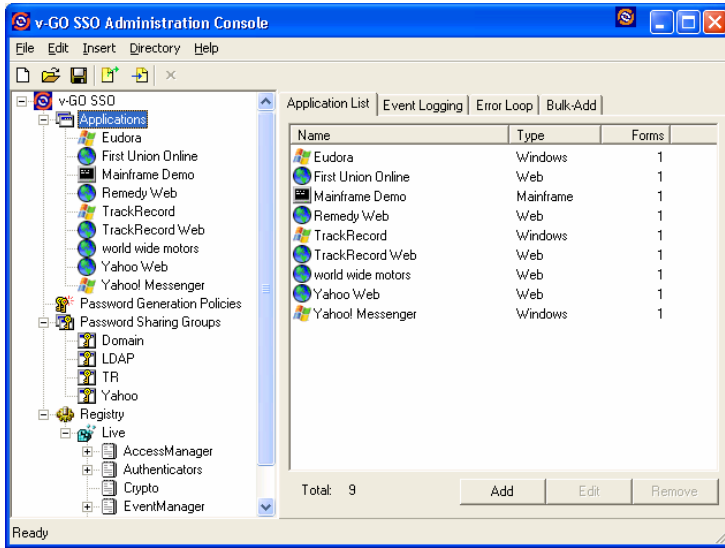 v-GO SSO Administration Console
File Edit Insert Directory Help
v-GO SSO
Applications
Eudora
First Union Online
Mainframe Demo
Remedy Web
TrackRecord
TrackRecord Web
world wide motors
Yahoo Web
Yahoo! Messenger
Password Generation Policies
Password Sharing Groups
Domain
LDAP
TR
Yahoo
Registry
Live
AccessManager
Authenticators
Crypto
EventManager
Application List Event Logging Error Loop Bulk-Add
Name Type Forms
Eudora Windows 1
First Union Online Web 1
Mainframe Demo Mainframe 1
Remedy Web Web 1
TrackRecord Windows 1
TrackRecord Web Web 1
world wide motors Web 1
Yahoo Web Web 1
Yahoo! Messenger Windows 1
Total: 9 Add Edit Remove
Ready